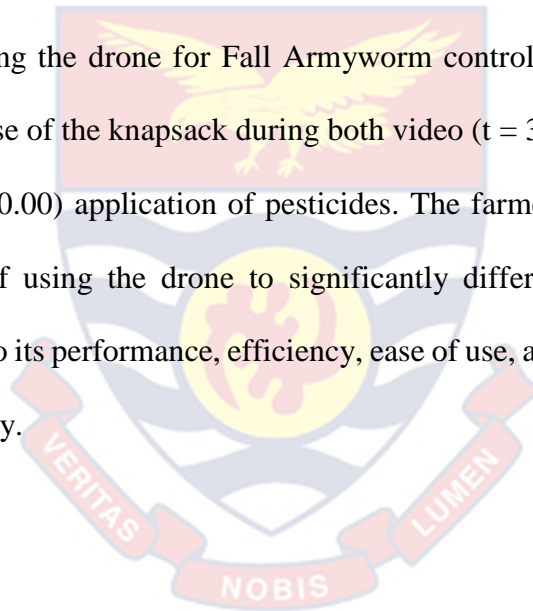 ng the drone for Fall Armyworm control
se of the knapsack during both video (t = 3
0.00) application of pesticides. The farme
f using the drone to significantly differ
o its performance, efficiency, ease of use, a
y.
VERITAS
NOBIS
LUMEN